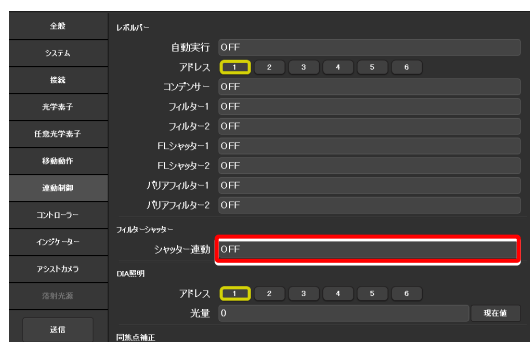 全般
システム
接続
光学素子
任意光学素子
移動動作
連動制御
コントローラー
インジケーター
アシストカメラ
落射光源
送信
レボルバー
自動実行 OFF
アドレス 1 2 3 4 5 6
コンデンサー OFF
フィルター1 OFF
フィルター2 OFF
FLシャッター1 OFF
FLシャッター2 OFF
バリアフィルター1 OFF
バリアフィルター2 OFF
フィルターシャッター
シャッター連動 OFF
DIA照明
アドレス 1 2 3 4 5 6
光量 0 現在値
同焦点補正